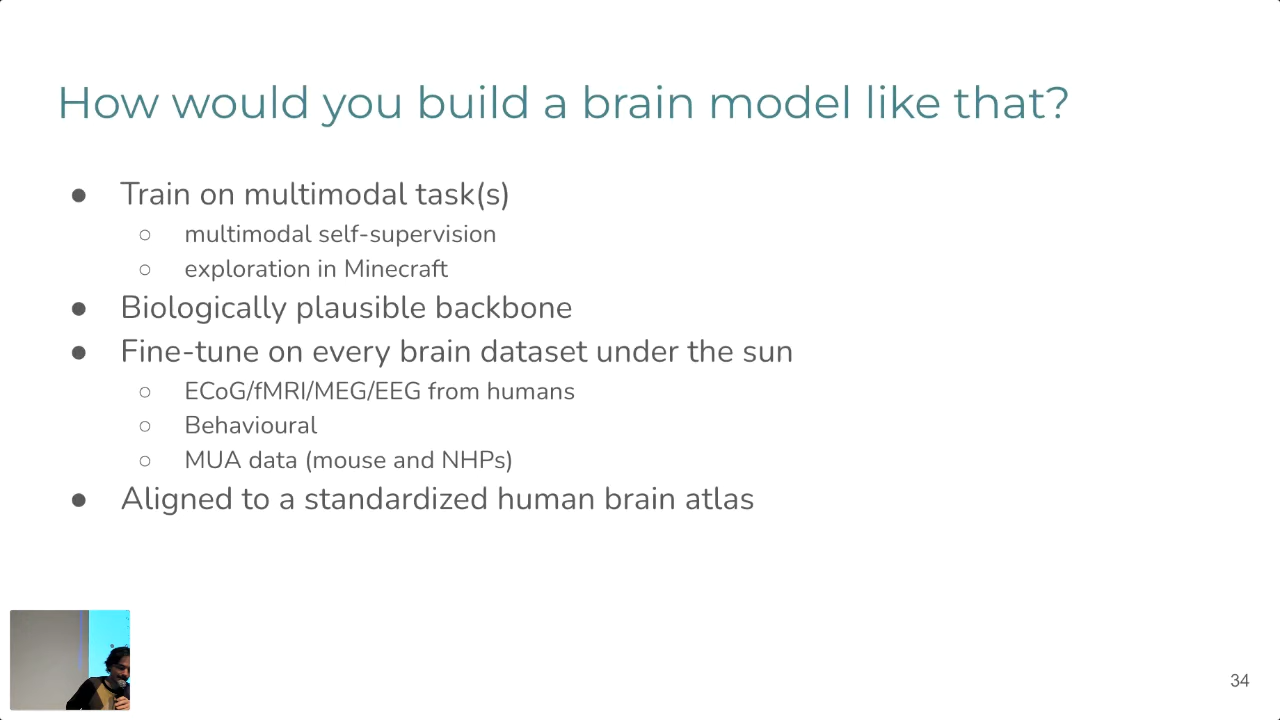 How would you build a brain model like that?
● Train on multimodal task(s)
○ multimodal self-supervision
○ exploration in Minecraft
● Biologically plausible backbone
● Fine-tune on every brain dataset under the sun
○ ECoG/fMRI/MEG/EEG from humans
○ Behavioural
○ MUA data (mouse and NHPs)
● Aligned to a standardized human brain atlas
34